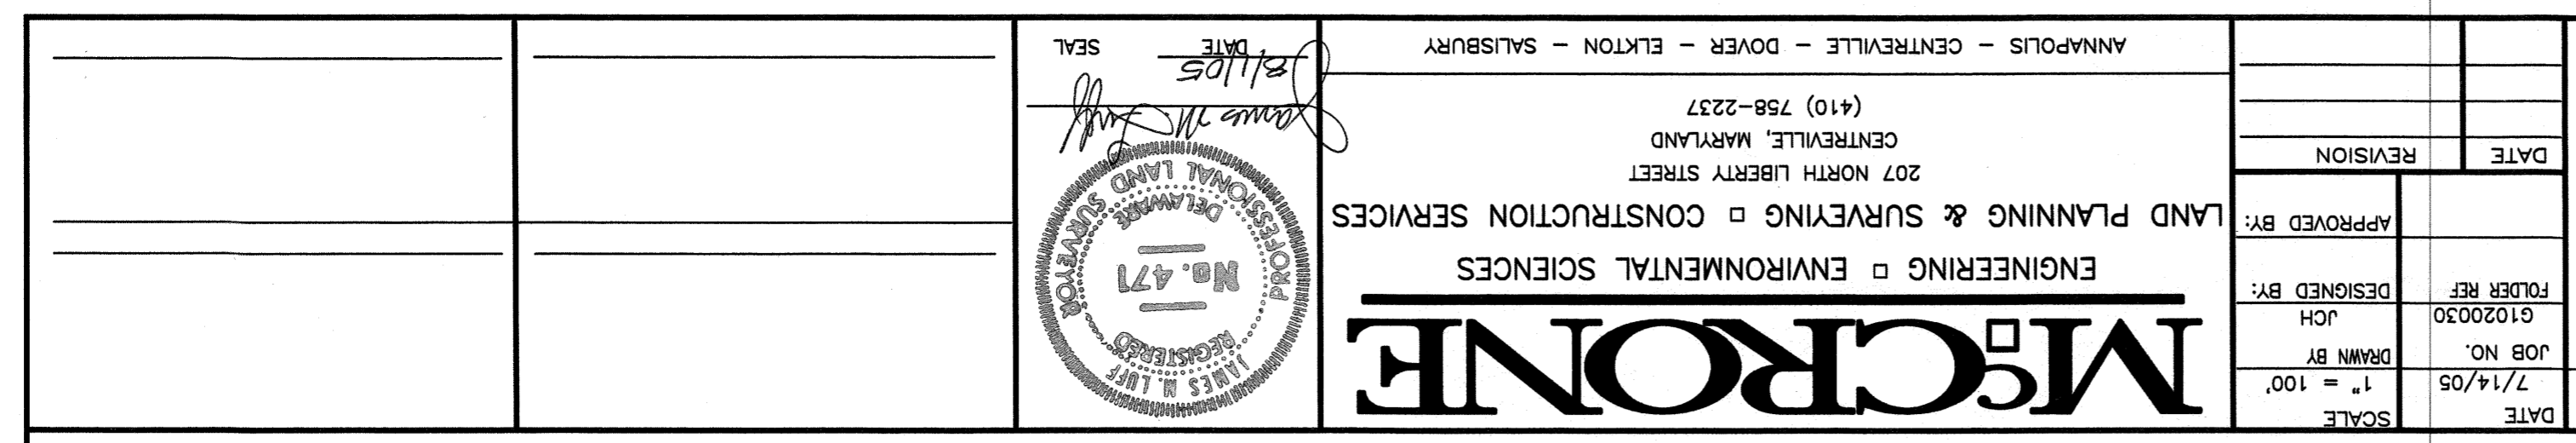 DATE
7/14/05
SCALE
1" = 100'
JOB NO.
G1020030
DRAWN BY
JCH
FOLDER REF
DESIGNED BY:
APPROVED BY:
DATE
REVISION
McCRONE
ENGINEERING □ ENVIRONMENTAL SCIENCES
LAND PLANNING & SURVEYING □ CONSTRUCTION SERVICES
207 NORTH LIBERTY STREET
CENTREVILLE, MARYLAND
(410) 758-2237
ANNAPOLIS - CENTREVILLE - DOVER - ELKTON - SALISBURY
JAMES M. LUFF
REGISTERED
No. 471
DELAWARE
PROFESSIONAL LAND SURVEYOR
James M. Luff
8/1/05
DATE
SEAL